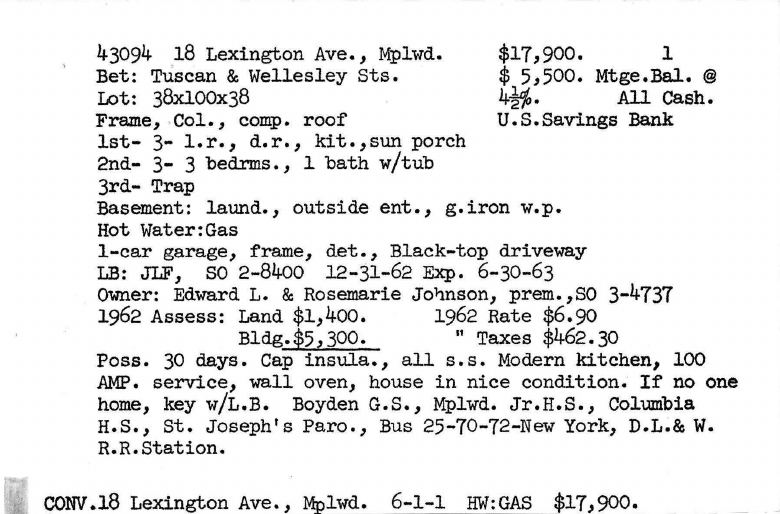 43094 18 Lexington Ave., Mplwd. $17,900. 1
Bet: Tuscan & Wellesley Sts. $ 5,500. Mtge.Bal. @
Lot: 38x100x38 4½%. All Cash.
Frame, Col., comp. roof U.S.Savings Bank
1st- 3- l.r., d.r., kit.,sun porch
2nd- 3- 3 bedrms., 1 bath w/tub
3rd- Trap
Basement: laund., outside ent., g.iron w.p.
Hot Water:Gas
1-car garage, frame, det., Black-top driveway
LB: JLF, SO 2-8400 12-31-62 Exp. 6-30-63
Owner: Edward L. & Rosemarie Johnson, prem.,SO 3-4737
1962 Assess: Land $1,400. 1962 Rate $6.90
Bldg.$5,300. " Taxes $462.30
Poss. 30 days. Cap insula., all s.s. Modern kitchen, 100
AMP. service, wall oven, house in nice condition. If no one
home, key w/L.B. Boyden G.S., Mplwd. Jr.H.S., Columbia
H.S., St. Joseph's Paro., Bus 25-70-72-New York, D.L.& W.
R.R.Station.
CONV.18 Lexington Ave., Mplwd. 6-1-1 HW:GAS $17,900.